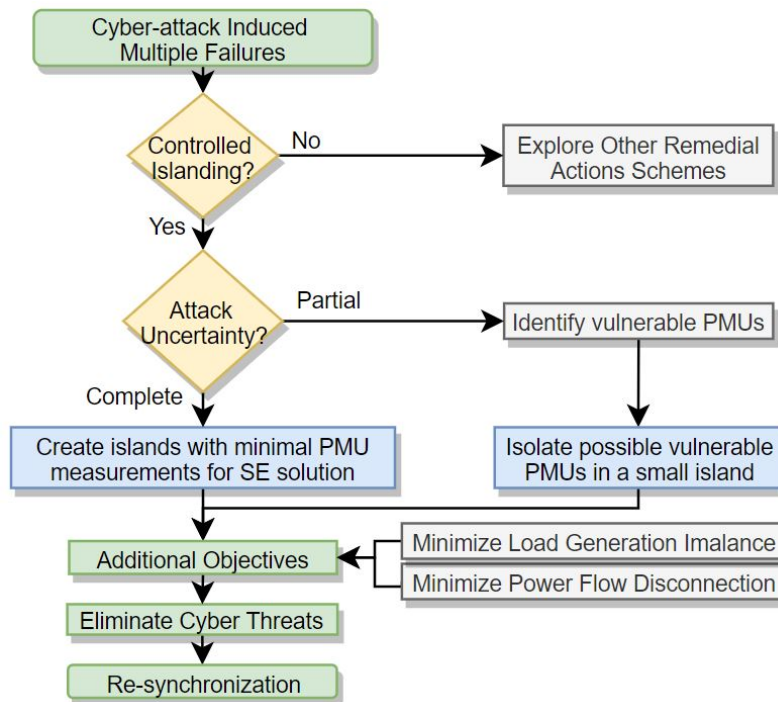 Cyber-attack Induced
Multiple Failures
Controlled
Islanding?
No
Explore Other Remedial
Actions Schemes
Yes
Attack
Uncertainty?
Partial
Identify vulnerable PMUs
Complete
Create islands with minimal PMU
measurements for SE solution
Isolate possible vulnerable
PMUs in a small island
Additional Objectives
Minimize Load Generation Imalance
Minimize Power Flow Disconnection
Eliminate Cyber Threats
Re-synchronization